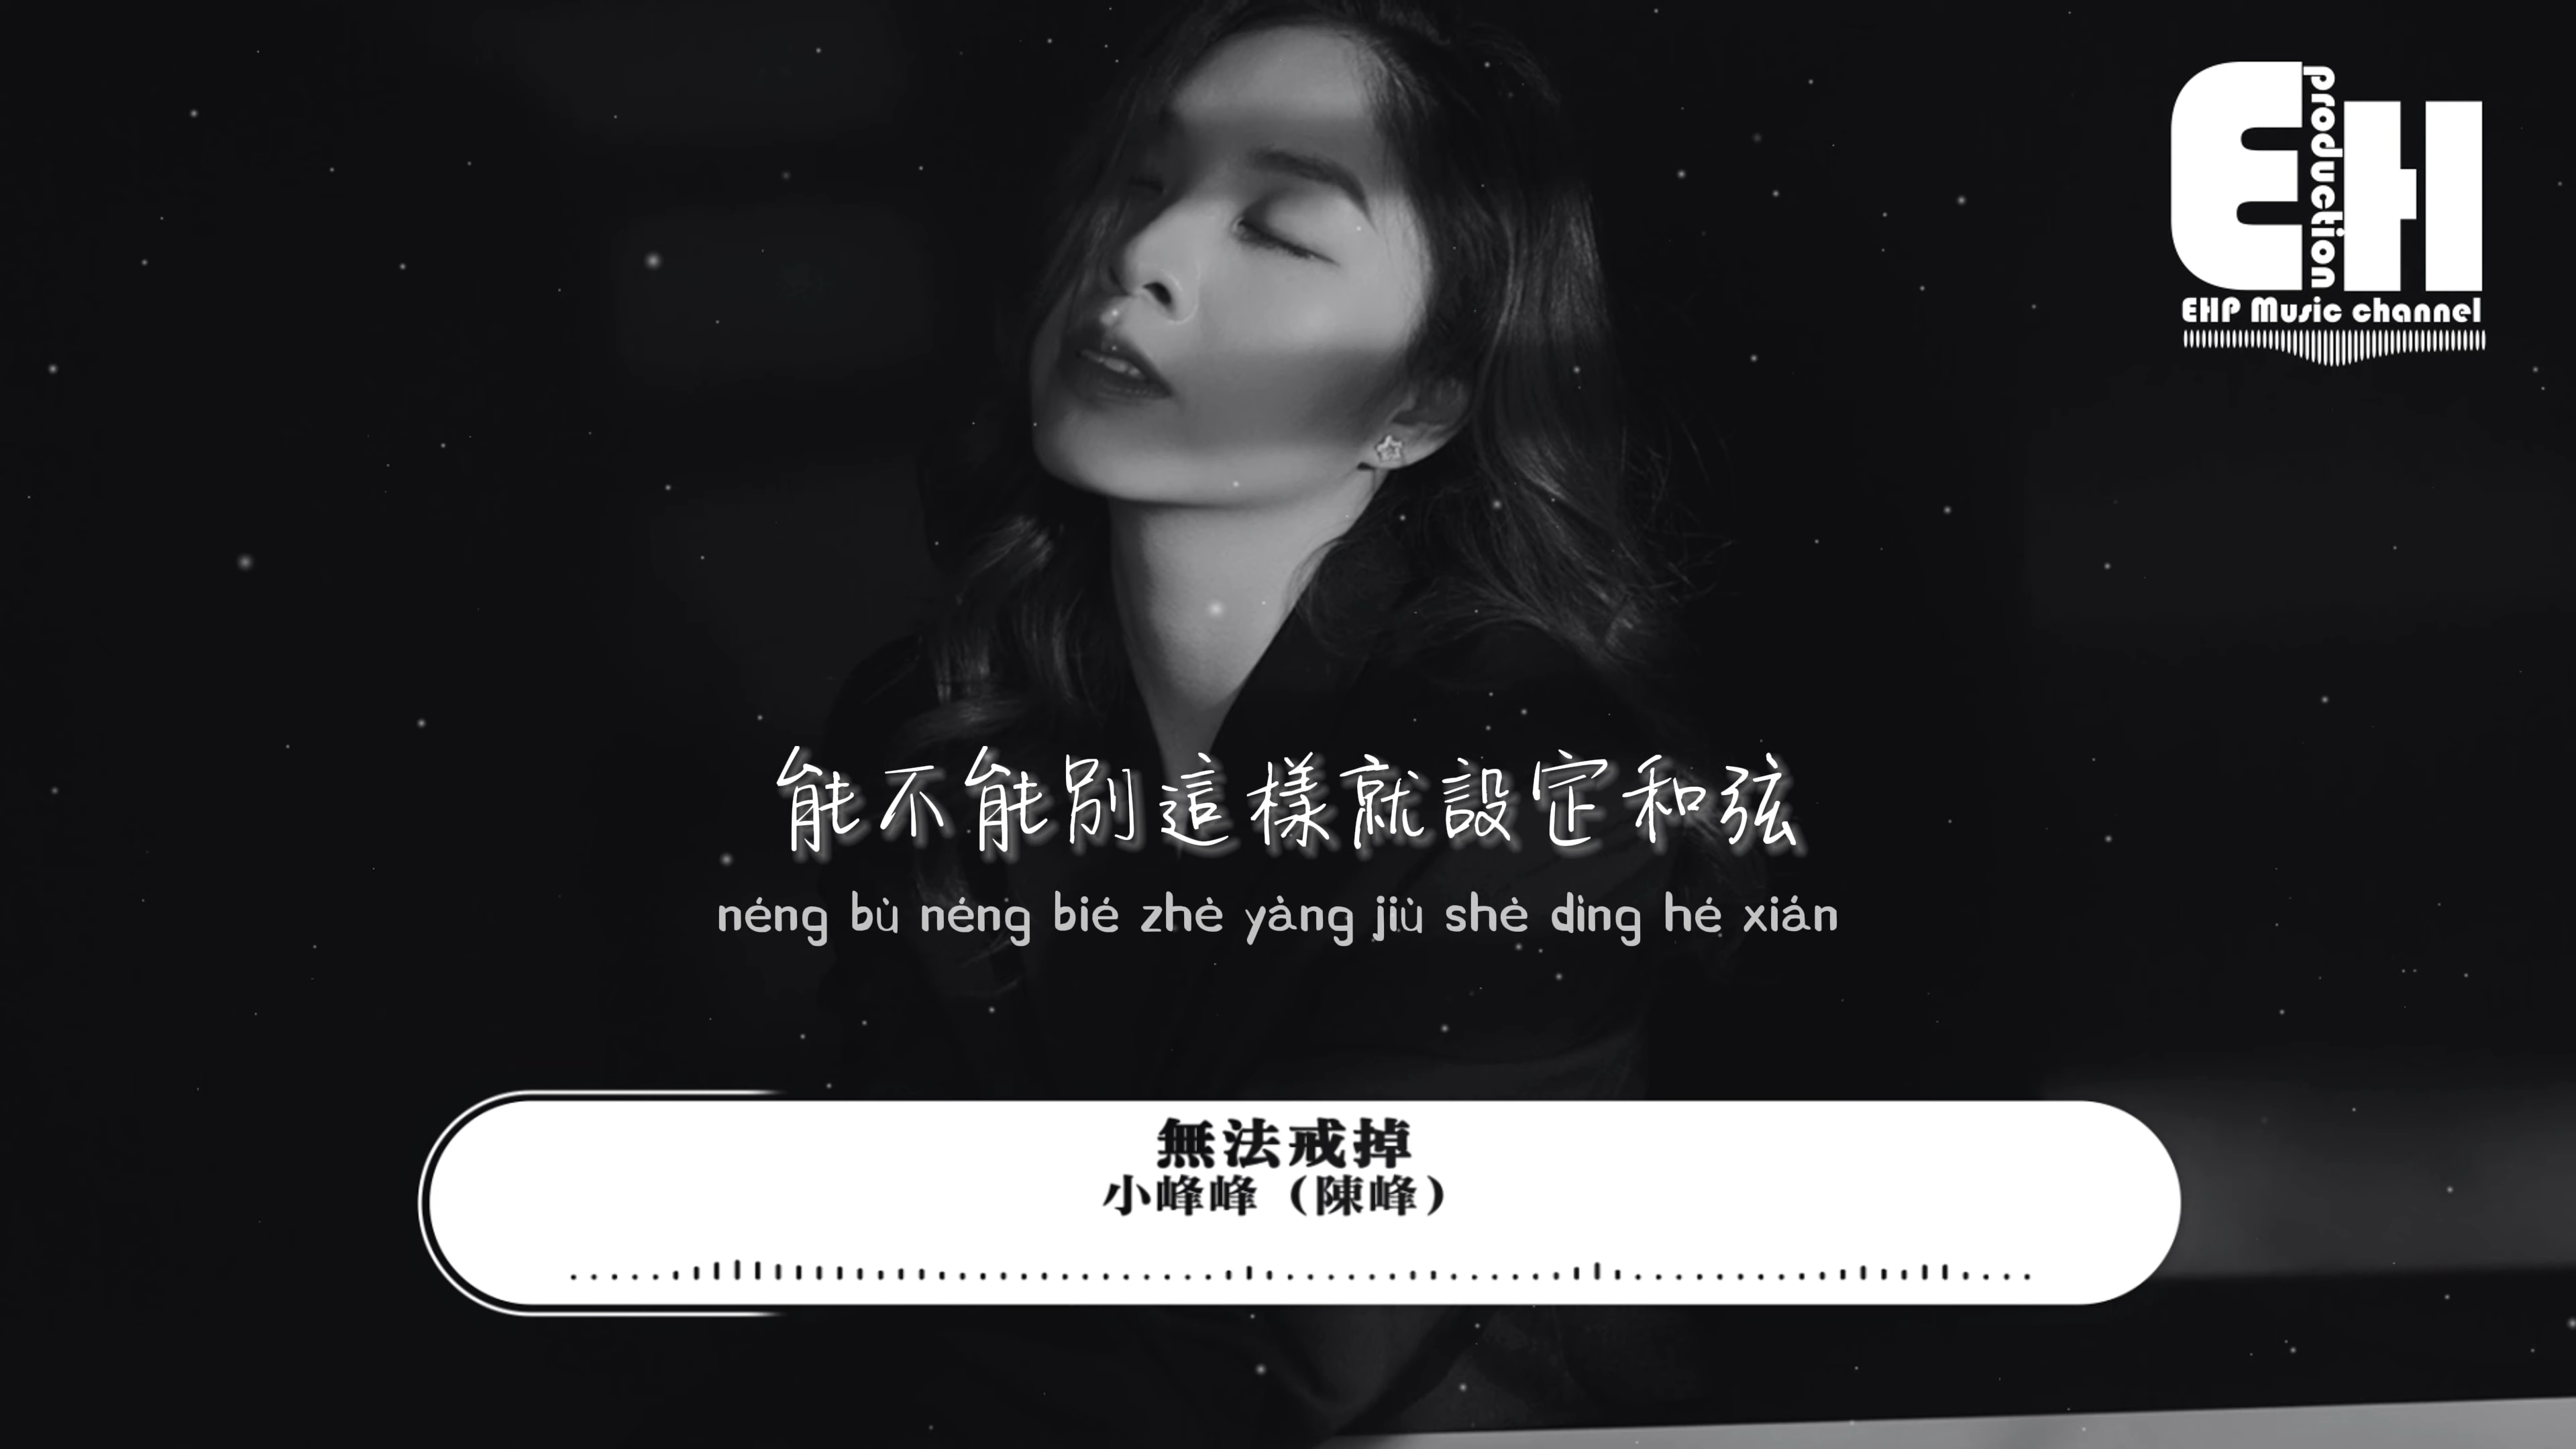 EH
production
EHP Music channel
能不能別這樣就設定和弦
néng bù néng bié zhè yàng jiù shè dìng hé xián
無法戒掉
小峰峰（陳峰）